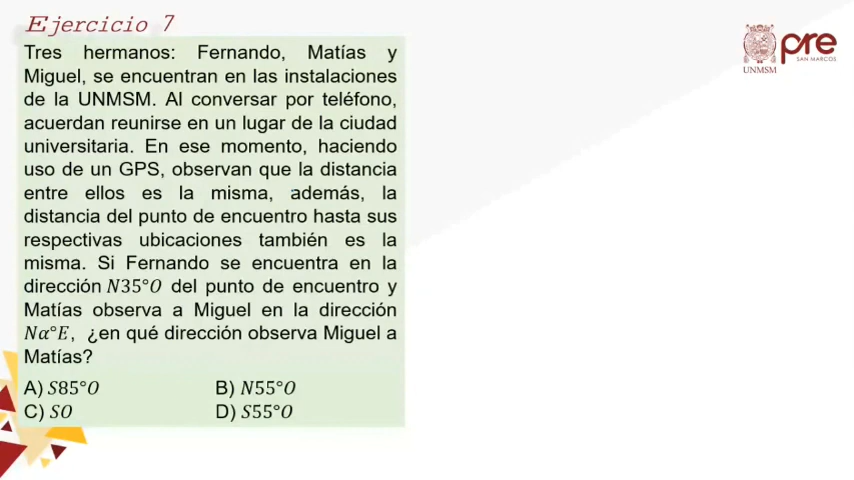 Ejercicio 7
Tres hermanos: Fernando, Matías y
Miguel, se encuentran en las instalaciones
de la UNMSM. Al conversar por teléfono,
acuerdan reunirse en un lugar de la ciudad
universitaria. En ese momento, haciendo
uso de un GPS, observan que la distancia
entre ellos es la misma, además, la
distancia del punto de encuentro hasta sus
respectivas ubicaciones también es la
misma. Si Fernando se encuentra en la
dirección N35°O del punto de encuentro y
Matías observa a Miguel en la dirección
Nα°E, ¿en qué dirección observa Miguel a
Matías?
A) S85°O B) N55°O
C) SO D) S55°O
UNMSM
pre
SAN MARCOS